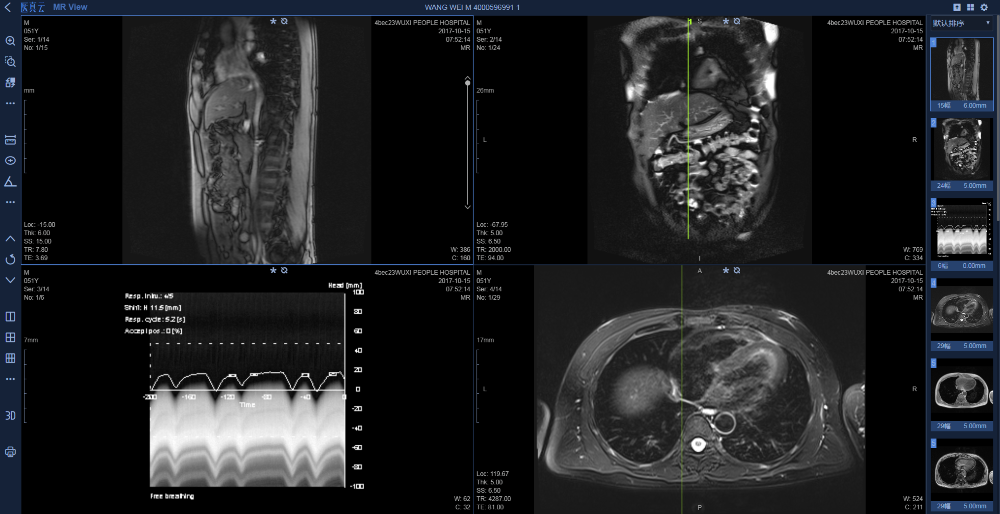 医真云 MR View
WANG WEI M 4000596991 1
M
051Y
Ser: 1/14
No: 1/15
4bec23WUXI PEOPLE HOSPITAL
2017-10-15
07:52:14
MR
mm
Loc: -15.00
Thk: 6.00
SS: 15.00
TR: 7.80
TE: 3.69
W: 386
C: 160
M
051Y
Ser: 2/14
No: 1/24
1
S
4bec23WUXI PEOPLE HOSPITAL
2017-10-15
07:52:14
MR
26mm
L
R
Loc: -67.95
Thk: 5.00
SS: 6.50
TR: 2000.00
TE: 94.00
I
W: 769
C: 334
M
051Y
Ser: 3/14
No: 1/6
4bec23WUXI PEOPLE HOSPITAL
2017-10-15
07:52:14
MR
Head [mm]
Shift: H 11.5 [mm]
Resp. cycle: 5.2 [s]
Accept pos.: 0 [%]
100
80
60
40
20
0
-20
-40
-60
-80
-100
-200 -160 -120 -80 -40 0
Time
Free breathing
7mm
W: 62
C: 32
M
051Y
Ser: 4/14
No: 1/29
A
4bec23WUXI PEOPLE HOSPITAL
2017-10-15
07:52:14
MR
17mm
L
R
Loc: 119.67
Thk: 5.00
SS: 6.50
TR: 4287.00
TE: 81.00
P
W: 524
C: 211
3D
默认排序
1
15幅 6.00mm
2
24幅 5.00mm
3
6幅 0.00mm
4
29幅 5.00mm
5
29幅 5.00mm
5
29幅 5.00mm